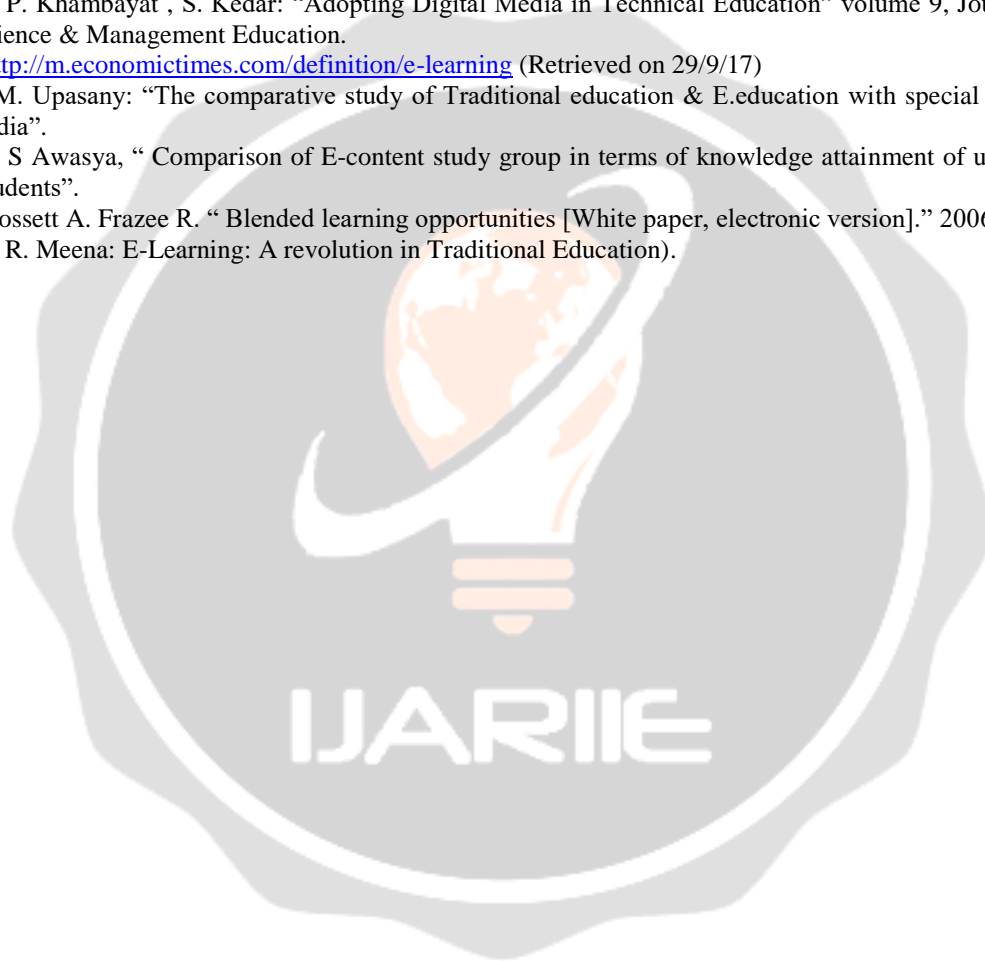 P. Khambayat , S. Kedar: “Adopting Digital Media in Technical Education” volume 9, Jou
ience & Management Education.
ttp://m.economictimes.com/definition/e-learning (Retrieved on 29/9/17)
M. Upasany: “The comparative study of Traditional education & E.education with special
dia”.
S Awasya, “ Comparison of E-content study group in terms of knowledge attainment of u
udents”.
ossett A. Frazee R. “ Blended learning opportunities [White paper, electronic version].” 2006
R. Meena: E-Learning: A revolution in Traditional Education).
IJARIIE